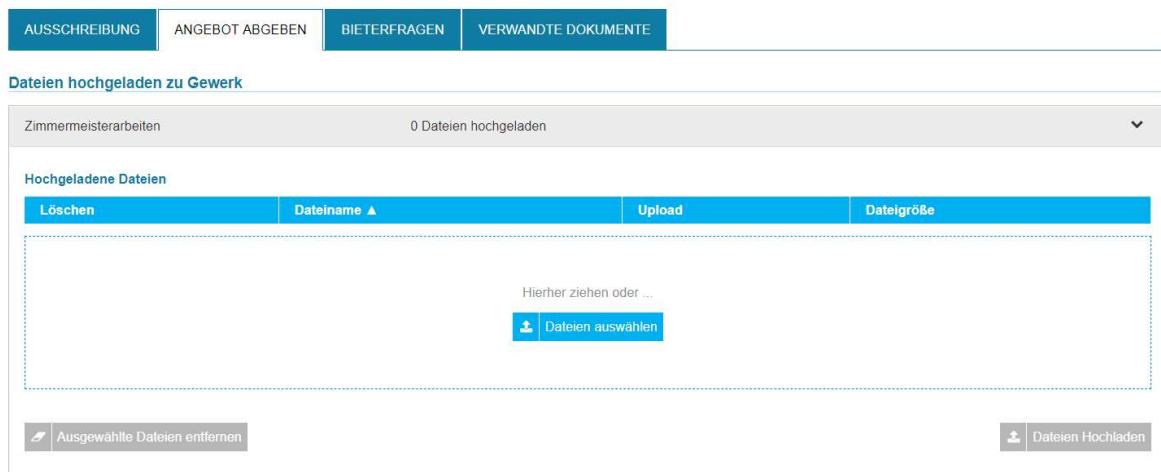 AUSSCHREIBUNG ANGEBOT ABGEBEN BIETERFRAGEN VERWANDTE DOKUMENTE
Dateien hochgeladen zu Gewerk
Zimmermeisterarbeiten 0 Dateien hochgeladen
Hochgeladene Dateien
Löschen Dateiname ▲ Upload Dateigröße
Hierher ziehen oder ...
Dateien auswählen
Ausgewählte Dateien entfernen Dateien Hochladen